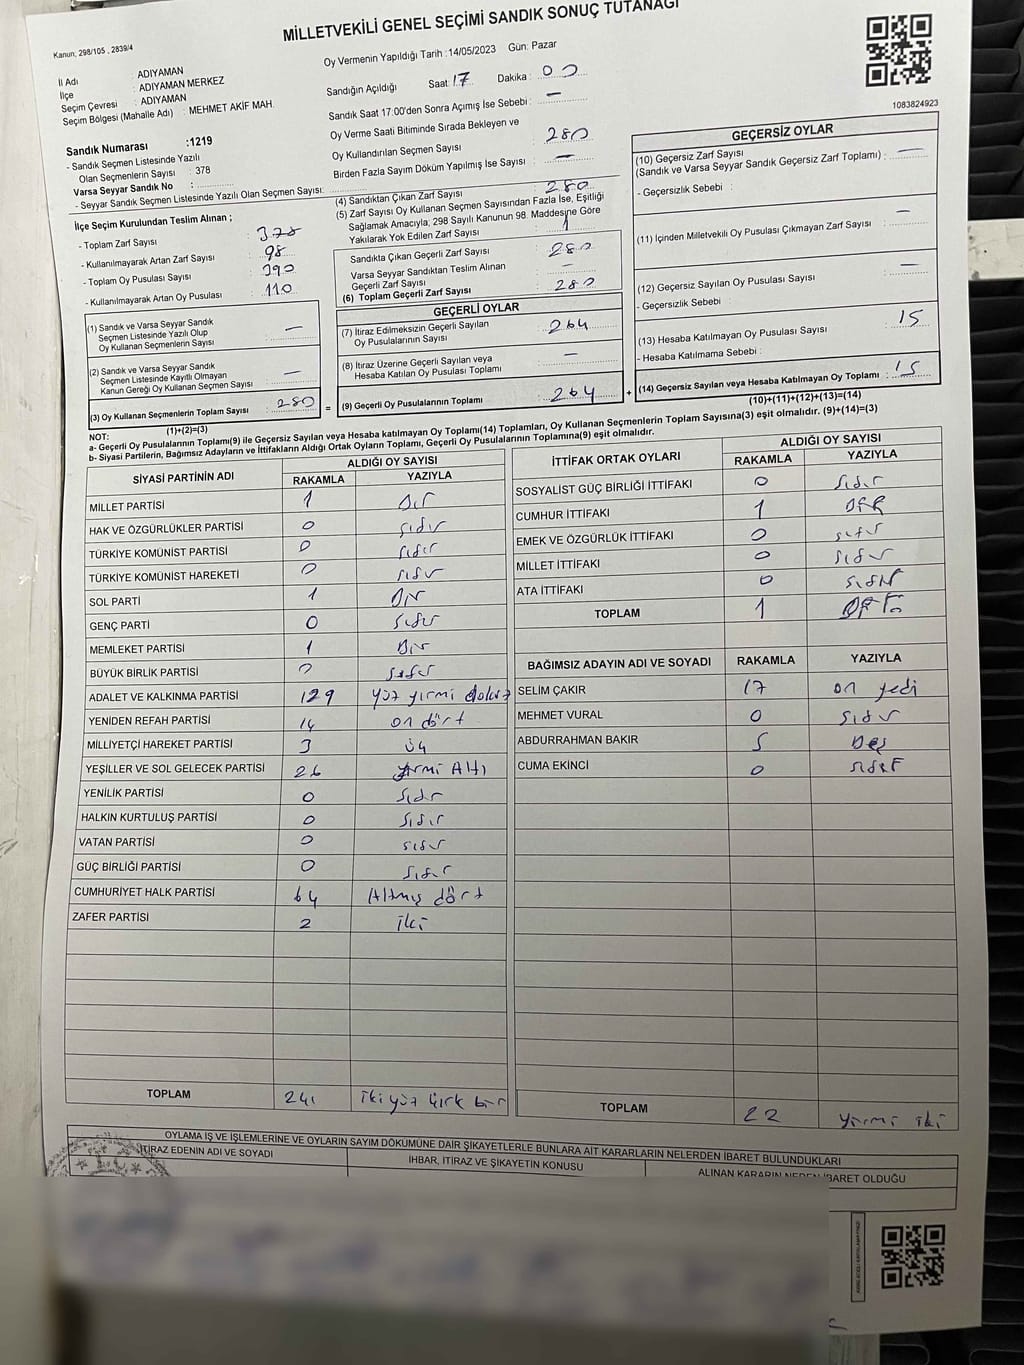 MİLLETVEKİLİ GENEL SEÇİMİ SANDIK SONUÇ TUTANAĞI
Kanun, 298/105 , 2839/4
İl Adı : ADIYAMAN
İlçe : ADIYAMAN MERKEZ
Seçim Çevresi : ADIYAMAN
Seçim Bölgesi (Mahalle Adı) : MEHMET AKİF MAH.
Sandık Numarası :1219
- Sandık Seçmen Listesinde Yazılı
Olan Seçmenlerin Sayısı : 378
Varsa Seyyar Sandık No :
- Seyyar Sandık Seçmen Listesinde Yazılı Olan Seçmen Sayısı:
Oy Vermenin Yapıldığı Tarih :14/05/2023 Gün: Pazar
Sandığın Açıldığı Saat: 17 Dakika : 00
Sandık Saat 17:00'den Sonra Açımış İse Sebebi : —
Oy Verme Saati Bitiminde Sırada Bekleyen ve
Oy Kullandırılan Seçmen Sayısı : 280
Birden Fazla Sayım Döküm Yapılmış İse Sayısı : —
1083824923
İlçe Seçim Kurulundan Teslim Alınan ;
- Toplam Zarf Sayısı : 378
- Kullanılmayarak Artan Zarf Sayısı : 98
- Toplam Oy Pusulası Sayısı : 390
- Kullanılmayarak Artan Oy Pusulası : 110
(1) Sandık ve Varsa Seyyar Sandık
Seçmen Listesinde Yazılı Olup
Oy Kullanan Seçmenlerin Sayısı : —
(2) Sandık ve Varsa Seyyar Sandık
Seçmen Listesinde Kayıtlı Olmayan
Kanun Gereği Oy Kullanan Seçmen Sayısı : —
(3) Oy Kullanan Seçmenlerin Toplam Sayısı : 280
(1)+(2)=(3)
(4) Sandıktan Çıkan Zarf Sayısı : 280
(5) Zarf Sayısı Oy Kullanan Seçmen Sayısından Fazla İse, Eşitliği
Sağlamak Amacıyla; 298 Sayılı Kanunun 98. Maddesine Göre
Yakılarak Yok Edilen Zarf Sayısı : 1
Sandıkta Çıkan Geçerli Zarf Sayısı : 280
Varsa Seyyar Sandıktan Teslim Alınan
Geçerli Zarf Sayısı : —
(6) Toplam Geçerli Zarf Sayısı : 280
GEÇERLİ OYLAR
(7) İtiraz Edilmeksizin Geçerli Sayılan
Oy Pusulalarının Sayısı : 264
(8) İtiraz Üzerine Geçerli Sayılan veya
Hesaba Katılan Oy Pusulası Toplamı : —
= (9) Geçerli Oy Pusulalarının Toplamı : 264 +
GEÇERSİZ OYLAR
(10) Geçersiz Zarf Sayısı
(Sandık ve Varsa Seyyar Sandık Geçersiz Zarf Toplamı) : —
- Geçersizlik Sebebi :
(11) İçinden Milletvekili Oy Pusulası Çıkmayan Zarf Sayısı : —
(12) Geçersiz Sayılan Oy Pusulası Sayısı : —
- Geçersizlik Sebebi :
(13) Hesaba Katılmayan Oy Pusulası Sayısı : 15
- Hesaba Katılmama Sebebi :
(14) Geçersiz Sayılan veya Hesaba Katılmayan Oy Toplamı : 15
(10)+(11)+(12)+(13)=(14)
NOT:
a- Geçerli Oy Pusulalarının Toplamı(9) ile Geçersiz Sayılan veya Hesaba katılmayan Oy Toplamı(14) Toplamları, Oy Kullanan Seçmenlerin Toplam Sayısına(3) eşit olmalıdır. (9)+(14)=(3)
b- Siyasi Partilerin, Bağımsız Adayların ve İttifakların Aldığı Ortak Oyların Toplamı, Geçerli Oy Pusulalarının Toplamına(9) eşit olmalıdır.
SİYASİ PARTİNİN ADI ALDIĞI OY SAYISI
RAKAMLA YAZIYLA
MİLLET PARTİSİ 1 Bir
HAK VE ÖZGÜRLÜKLER PARTİSİ 0 sıfır
TÜRKİYE KOMÜNİST PARTİSİ 0 sıfır
TÜRKİYE KOMÜNİST HAREKETİ 0 sıfır
SOL PARTİ 1 Bir
GENÇ PARTİ 0 sıfır
MEMLEKET PARTİSİ 1 Bir
BÜYÜK BİRLİK PARTİSİ 0 sıfır
ADALET VE KALKINMA PARTİSİ 129 yüz yirmi dokuz
YENİDEN REFAH PARTİSİ 14 on dört
MİLLİYETÇİ HAREKET PARTİSİ 3 üç
YEŞİLLER VE SOL GELECEK PARTİSİ 26 yirmi Altı
YENİLİK PARTİSİ 0 sıfır
HALKIN KURTULUŞ PARTİSİ 0 sıfır
VATAN PARTİSİ 0 sıfır
GÜÇ BİRLİĞİ PARTİSİ 0 sıfır
CUMHURİYET HALK PARTİSİ 64 Altmış dört
ZAFER PARTİSİ 2 iki
TOPLAM 241 ikiyüz kırk bir
İTTİFAK ORTAK OYLARI ALDIĞI OY SAYISI
RAKAMLA YAZIYLA
SOSYALİST GÜÇ BİRLİĞİ İTTİFAKI 0 sıfır
CUMHUR İTTİFAKI 1
EMEK VE ÖZGÜRLÜK İTTİFAKI 0 sıfır
MİLLET İTTİFAKI 0 sıfır
ATA İTTİFAKI 0 sıfır
TOPLAM 1
BAĞIMSIZ ADAYIN ADI VE SOYADI RAKAMLA YAZIYLA
SELİM ÇAKIR 17 on yedi
MEHMET VURAL 0 sıfır
ABDURRAHMAN BAKIR 5 Beş
CUMA EKİNCİ 0 sıfır
TOPLAM 22 yirmi iki
OYLAMA İŞ VE İŞLEMLERİNE VE OYLARIN SAYIM DÖKÜMÜNE DAİR ŞİKAYETLERLE BUNLARA AİT KARARLARIN NELERDEN İBARET BULUNDUKLARI
İTİRAZ EDENİN ADI VE SOYADI İHBAR, İTİRAZ VE ŞİKAYETİN KONUSU ALINAN KARARIN NEDEN İBARET OLDUĞU